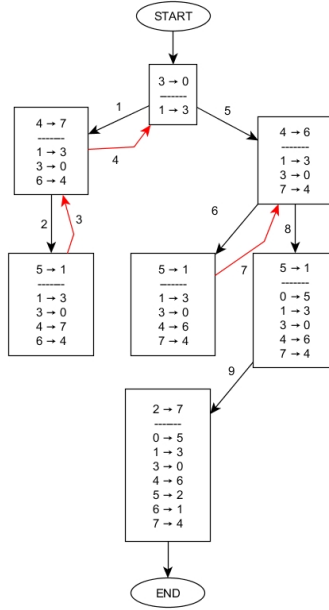 START
3 → 0
-------
1 → 3
1
5
4
4 → 7
-------
1 → 3
3 → 0
6 → 4
4 → 6
-------
1 → 3
3 → 0
7 → 4
2
3
6
7
8
5 → 1
-------
1 → 3
3 → 0
4 → 7
6 → 4
5 → 1
-------
1 → 3
3 → 0
4 → 6
7 → 4
5 → 1
-------
0 → 5
1 → 3
3 → 0
4 → 6
7 → 4
9
2 → 7
-------
0 → 5
1 → 3
3 → 0
4 → 6
5 → 2
6 → 1
7 → 4
END